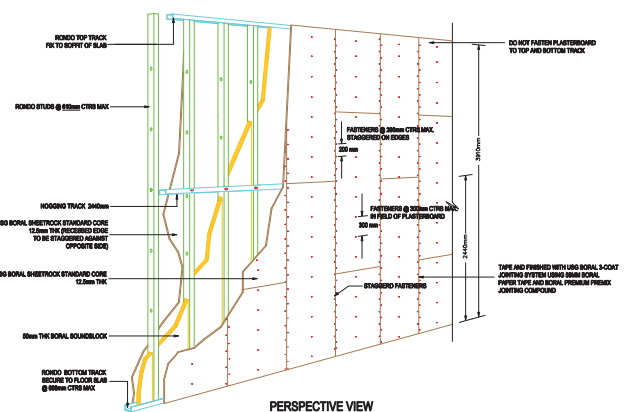 RONDO TOP TRACK
FIX TO SOFFIT OF SLAB
DO NOT FASTEN PLASTERBOARD
TO TOP AND BOTTOM TRACK
RONDO STUDS @ 610mm CTRS MAX
FASTENERS @ 200mm CTRS MAX.
STAGGERED ON EDGES
200 mm
3910mm
NOGGING TRACK 2440mm
SG BORAL SHEETROCK STANDARD CORE
12.5mm THK (RECESSED EDGE
TO BE STAGGERED AGAINST
OPPOSITE SIDE)
FASTENERS @ 300mm CTRS MAX
IN FIELD OF PLASTERBOARD
300 mm
2440mm
SG BORAL SHEETROCK STANDARD CORE
12.5mm THK
STAGGERD FASTENERS
TAPE AND FINISHED WITH USG BORAL 3-COAT
JOINTING SYSTEM USING 50MM BORAL
PAPER TAPE AND BORAL PREMIUM PREMIX
JOINTING COMPOUND
50mm THK BORAL SOUNDBLOCK
RONDO BOTTOM TRACK
SECURE TO FLOOR SLAB
@ 600mm CTRS MAX
PERSPECTIVE VIEW